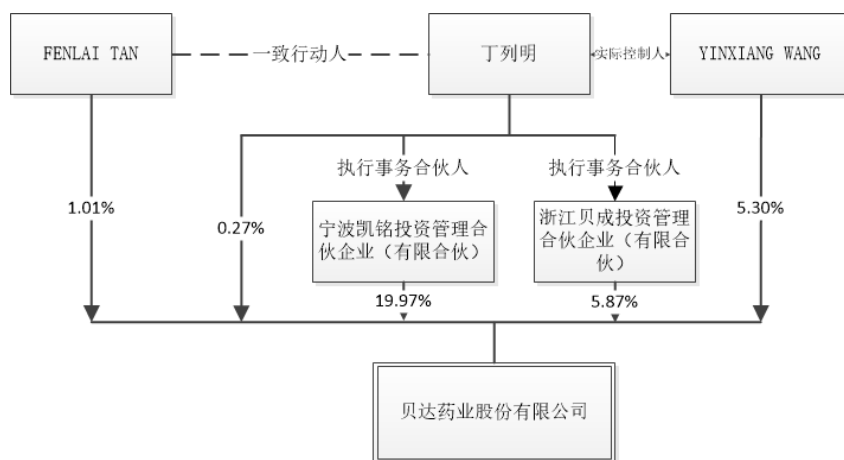 FENLAI TAN
一致行动人
丁列明
实际控制人
YINXIANG WANG
执行事务合伙人
执行事务合伙人
1.01%
0.27%
宁波凯铭投资管理合
伙企业（有限合伙）
浙江贝成投资管理
合伙企业（有限合
伙）
5.30%
19.97%
5.87%
贝达药业股份有限公司